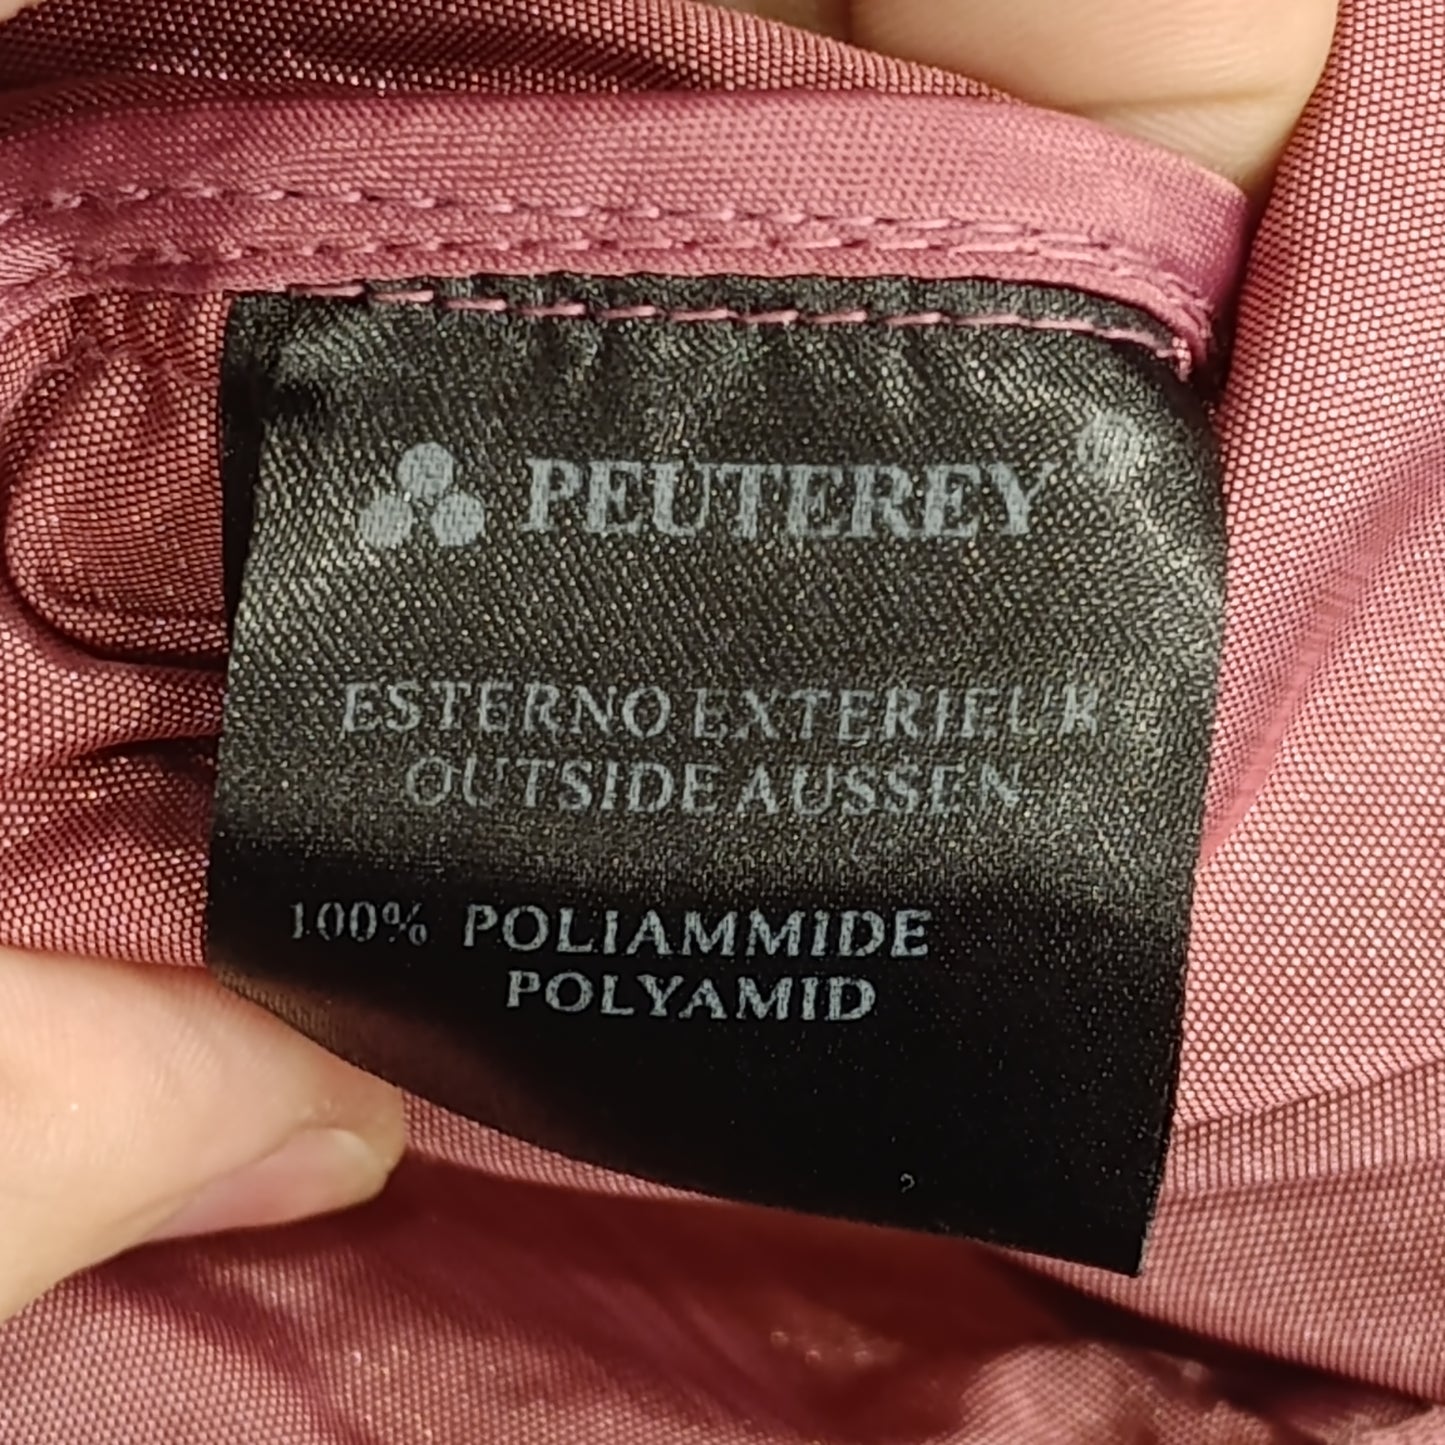 PEUTEREY
ESTERNO EXTERIEUR
OUTSIDE AUSSEN
100% POLIAMMIDE
POLYAMID